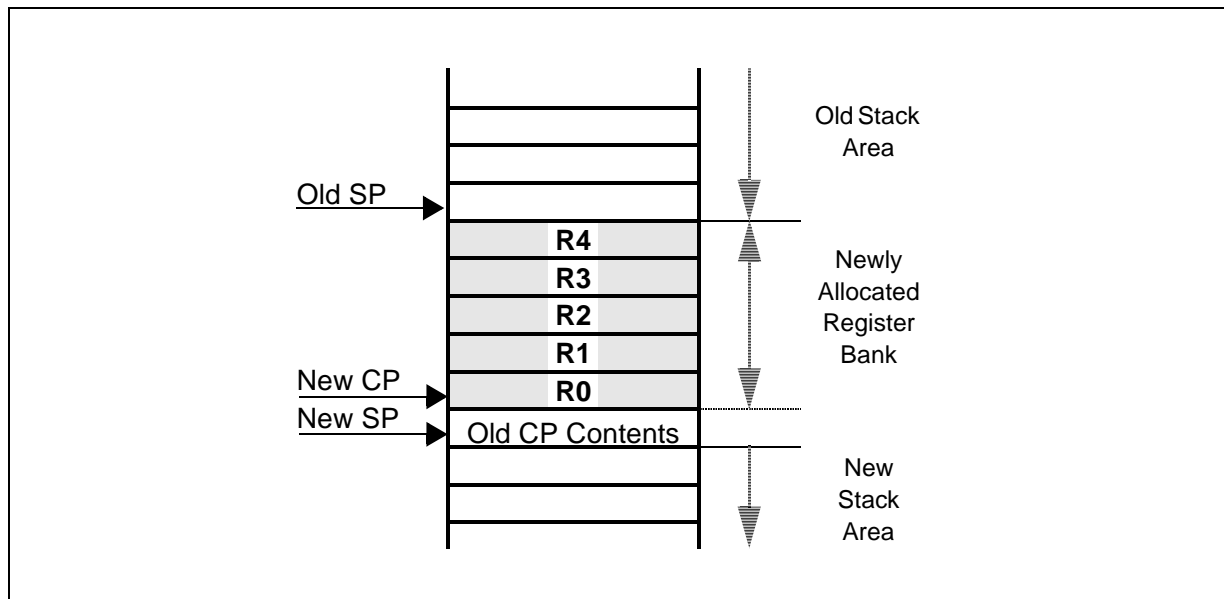 Old Stack
Area
Old SP
R4
R3
R2
R1
R0
Newly
Allocated
Register
Bank
New CP
New SP
Old CP Contents
New
Stack
Area